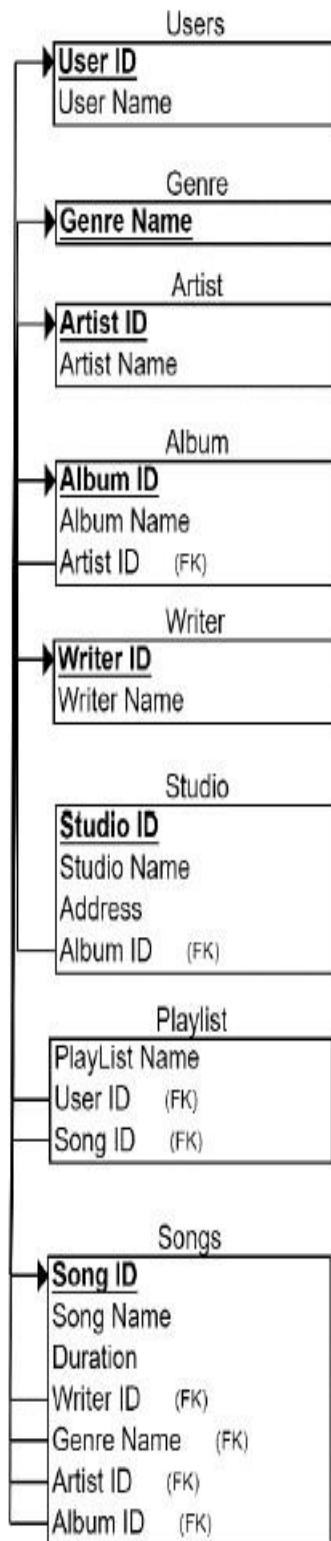 Users
User ID
User Name
Genre
Genre Name
Artist
Artist ID
Artist Name
Album
Album ID
Album Name
Artist ID (FK)
Writer
Writer ID
Writer Name
Studio
Studio ID
Studio Name
Address
Album ID (FK)
Playlist
PlayList Name
User ID (FK)
Song ID (FK)
Songs
Song ID
Song Name
Duration
Writer ID (FK)
Genre Name (FK)
Artist ID (FK)
Album ID (FK)